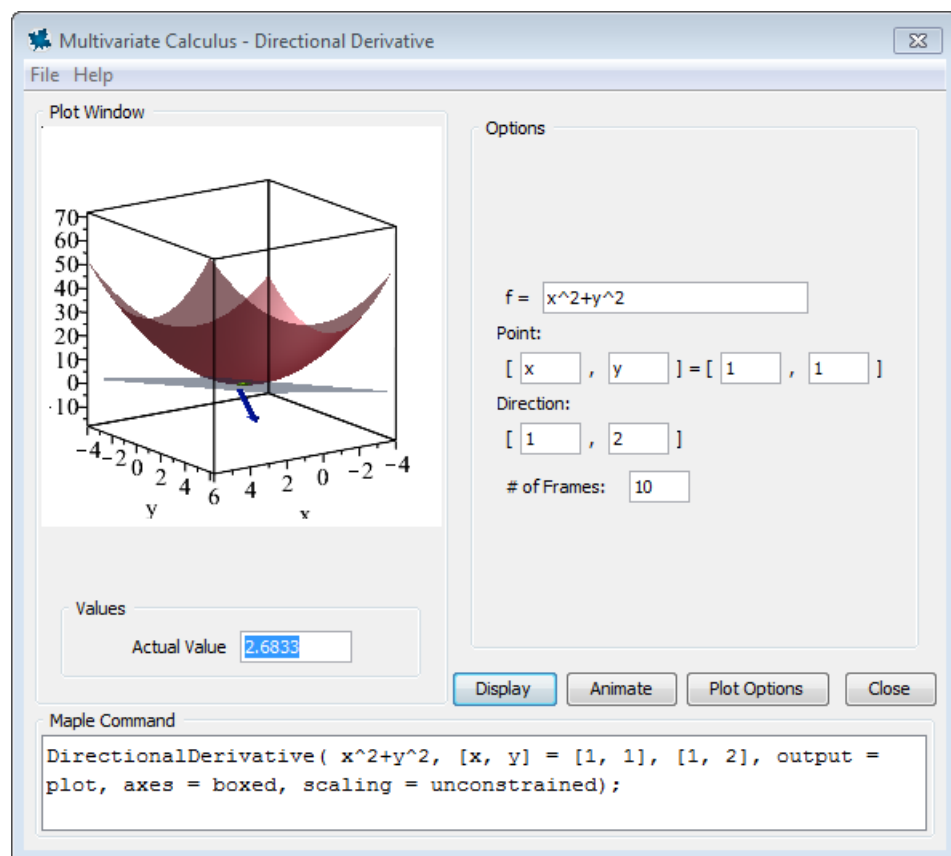 Multivariate Calculus - Directional Derivative
File Help
Plot Window
70
60
50
40
30
20
10
0
-10
-4 -2 0 2 4 6 4 2 0 -2 -4
y x
Values
Actual Value 2.6833
Options
f = x^2+y^2
Point:
[ x , y ] = [ 1 , 1 ]
Direction:
[ 1 , 2 ]
# of Frames: 10
Display Animate Plot Options Close
Maple Command
DirectionalDerivative( x^2+y^2, [x, y] = [1, 1], [1, 2], output =
plot, axes = boxed, scaling = unconstrained);